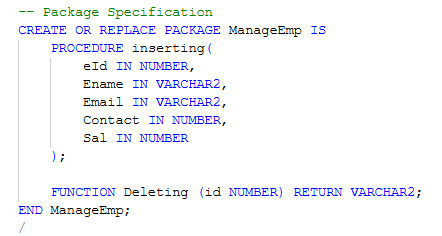 -- Package Specification
CREATE OR REPLACE PACKAGE ManageEmp IS
    PROCEDURE inserting(
        eId IN NUMBER,
        Ename IN VARCHAR2,
        Email IN VARCHAR2,
        Contact IN NUMBER,
        Sal IN NUMBER
    );

    FUNCTION Deleting (id NUMBER) RETURN VARCHAR2;
END ManageEmp;
/